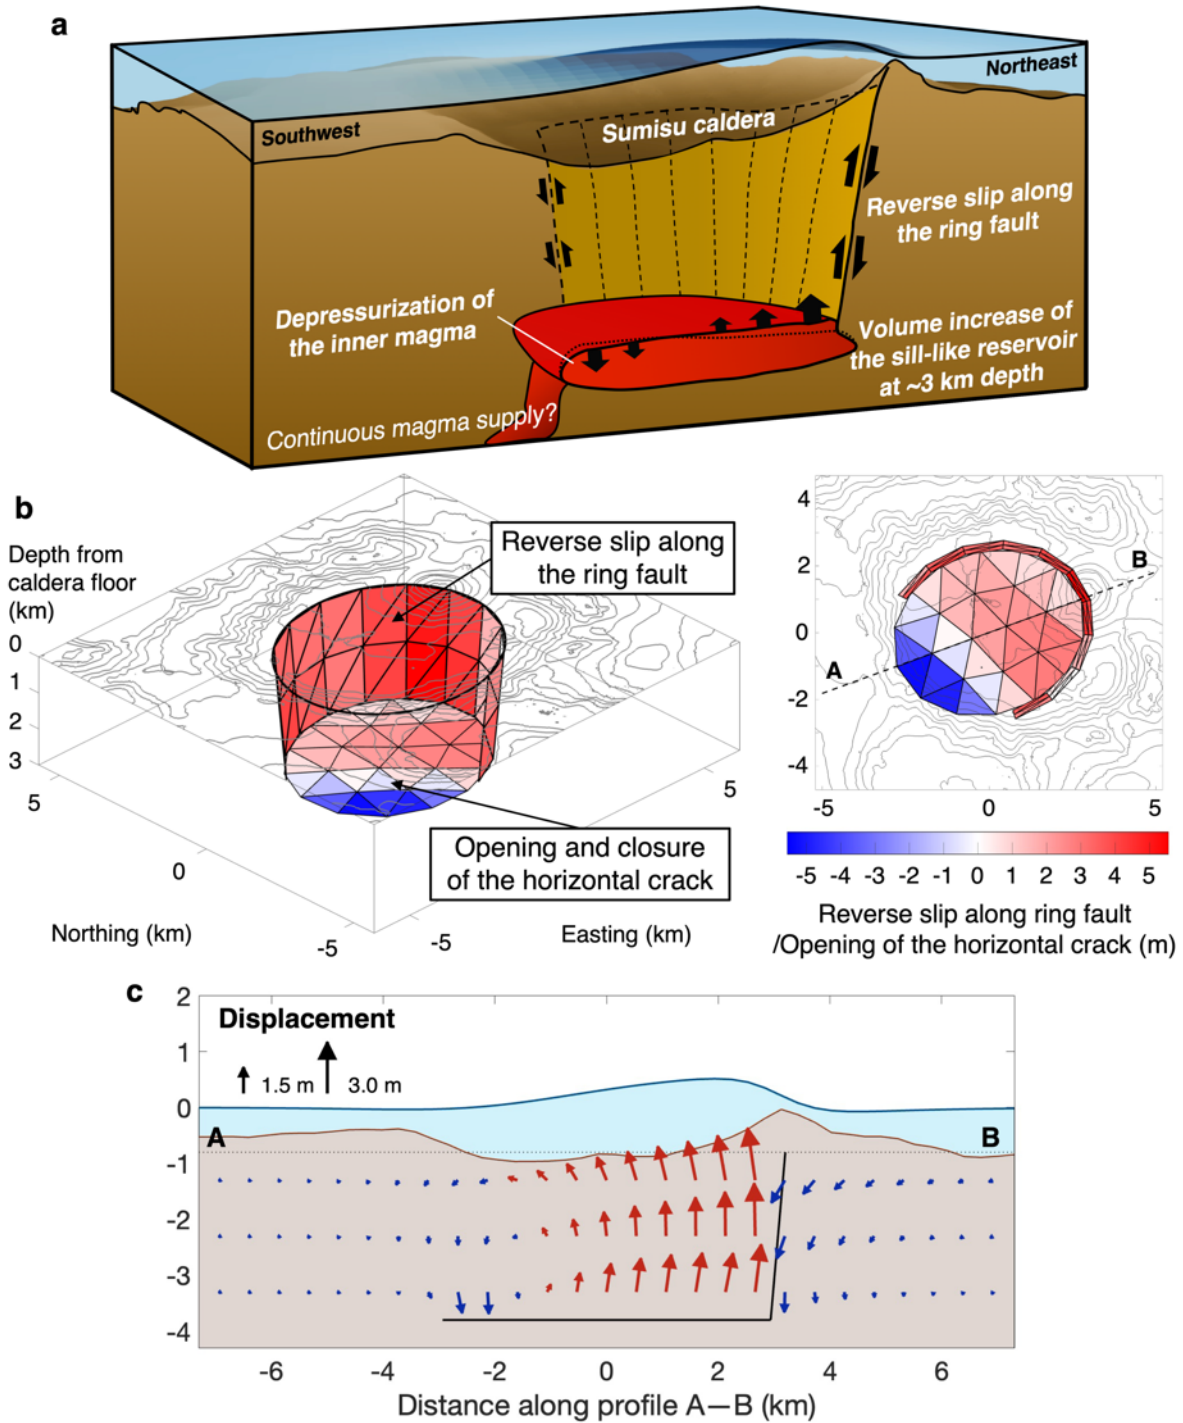 a
Southwest
Sumisu caldera
Northeast
Reverse slip along
the ring fault
Depressurization of
the inner magma
Volume increase of
the sill-like reservoir
at ~3 km depth
Continuous magma supply?
b
Depth from
caldera floor
(km)
0
1
2
3
5
0
-5
Northing (km)
-5
5
Easting (km)
Reverse slip along
the ring fault
Opening and closure
of the horizontal crack
4
2
0
-2
-4
-5 0 5
A
B
-5 -4 -3 -2 -1 0 1 2 3 4 5
Reverse slip along ring fault
/Opening of the horizontal crack (m)
c
Displacement
1.5 m 3.0 m
2
1
0
-1
-2
-3
-4
A
B
-6 -4 -2 0 2 4 6
Distance along profile A—B (km)